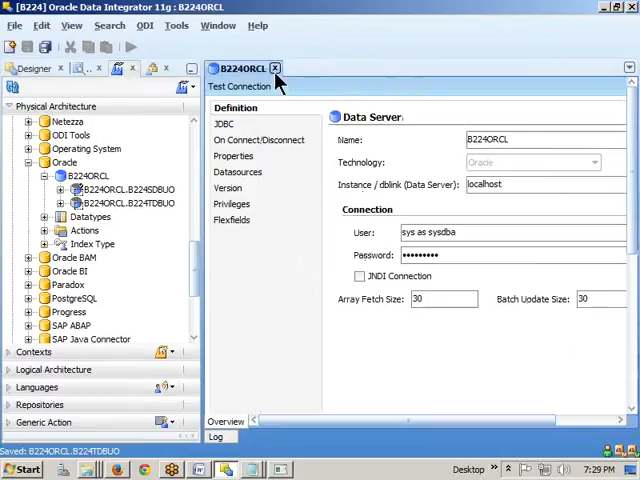 [B224] Oracle Data Integrator 11g : B224ORCL
File Edit View Search ODI Tools Window Help
Designer
Physical Architecture
Netezza
ODI Tools
Operating System
Oracle
B224ORCL
B224ORCL.B224SDBUO
B224ORCL.B224TDBUO
Datatypes
Actions
Index Type
Oracle BAM
Oracle BI
Paradox
PostgreSQL
Progress
SAP ABAP
SAP Java Connector
Contexts
Logical Architecture
Languages
Repositories
Generic Action
B224ORCL
Test Connection
Definition
JDBC
On Connect/Disconnect
Properties
Datasources
Version
Privileges
Flexfields
Data Server
Name: B224ORCL
Technology: Oracle
Instance / dblink (Data Server): localhost
Connection
User: sys as sysdba
Password: •••••••••
JNDI Connection
Array Fetch Size: 30 Batch Update Size: 30
Overview
Log
Saved: B224ORCL.B224TDBUO
Start Desktop 7:29 PM